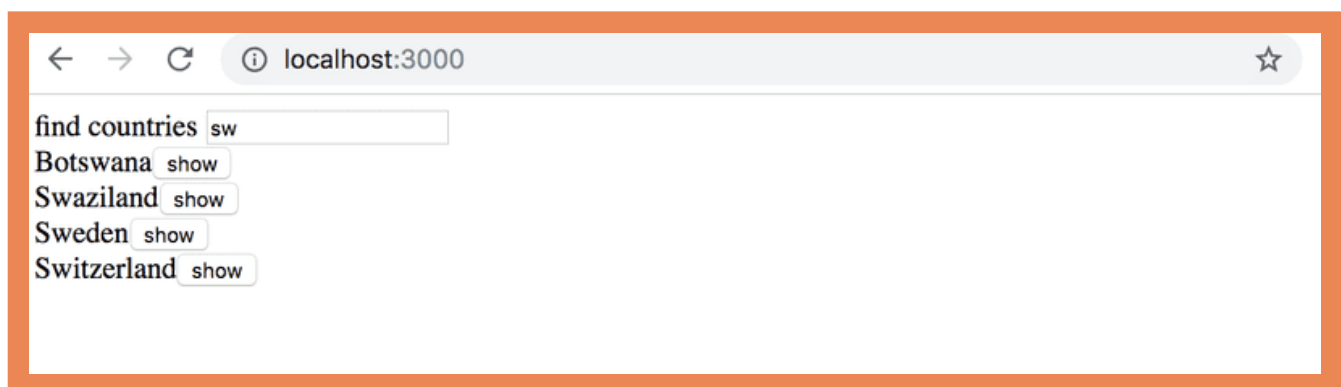 localhost:3000
find countries sw
Botswana show
Swaziland show
Sweden show
Switzerland show